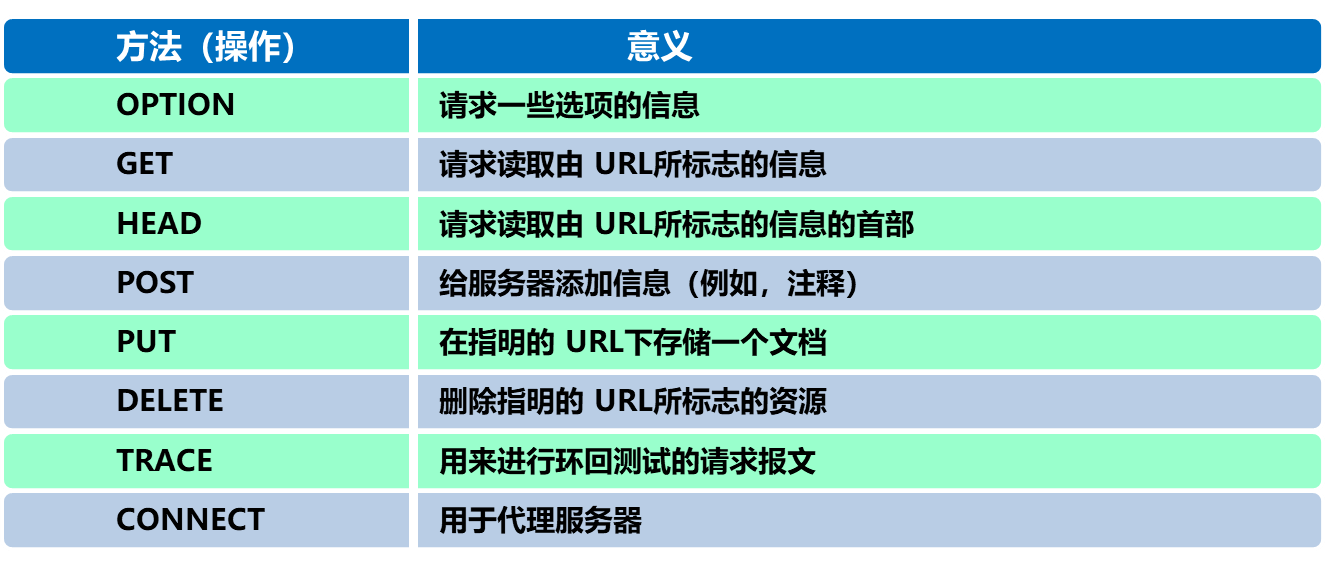 方法（操作） 意义
OPTION 请求一些选项的信息
GET 请求读取由 URL所标志的信息
HEAD 请求读取由 URL所标志的信息的首部
POST 给服务器添加信息（例如，注释）
PUT 在指明的 URL下存储一个文档
DELETE 删除指明的 URL所标志的资源
TRACE 用来进行环回测试的请求报文
CONNECT 用于代理服务器